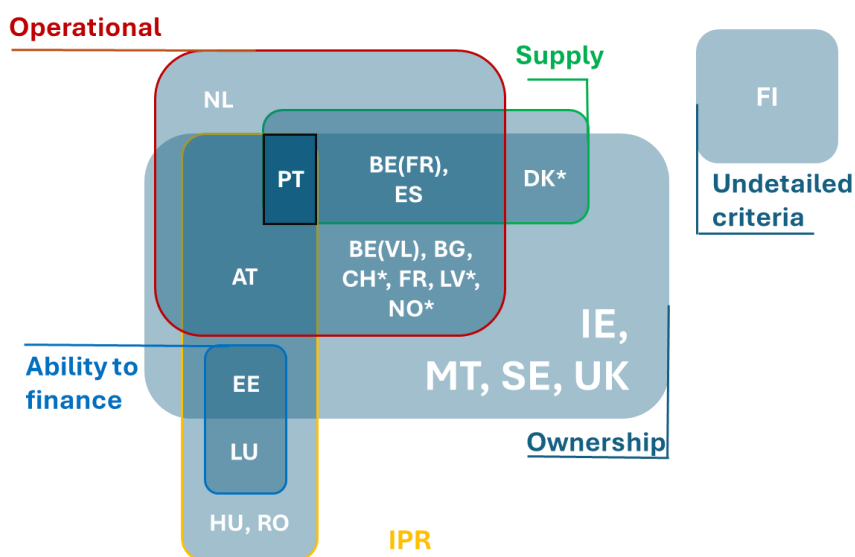 Operational
Supply
NL
FI
PT
BE(FR),
ES
DK*
Undetailed
criteria
AT
BE(VL), BG,
CH*, FR, LV*,
NO*
IE,
MT, SE, UK
Ability to
finance
EE
Ownership
LU
HU, RO
IPR